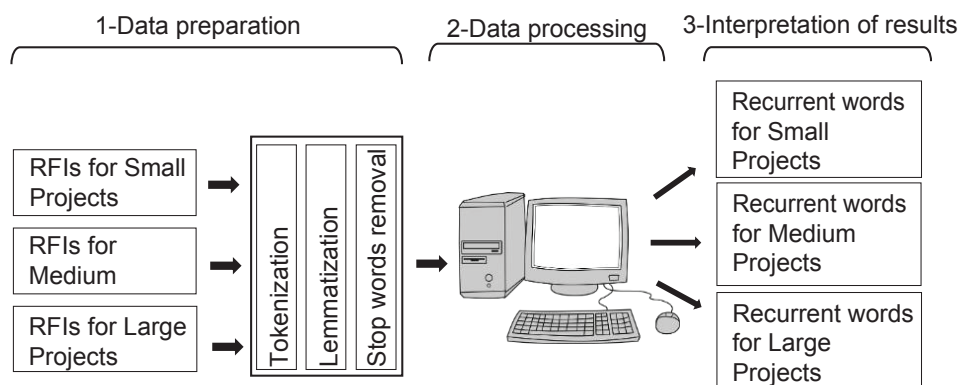 1-Data preparation
2-Data processing
3-Interpretation of results
RFIs for Small
Projects
RFIs for
Medium
RFIs for Large
Projects
Tokenization
Lemmatization
Stop words removal
Recurrent words
for Small
Projects
Recurrent words
for Medium
Projects
Recurrent words
for Large
Projects